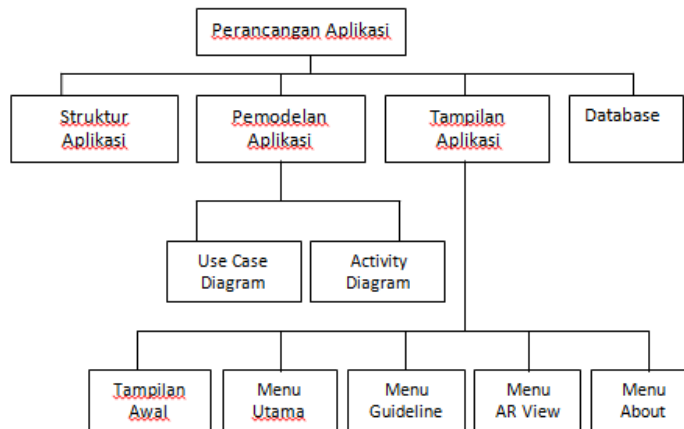 Perancangan Aplikasi
Struktur
Aplikasi
Pemodelan
Aplikasi
Tampilan
Aplikasi
Database
Use Case
Diagram
Activity
Diagram
Tampilan
Awal
Menu
Utama
Menu
Guideline
Menu
AR View
Menu
About